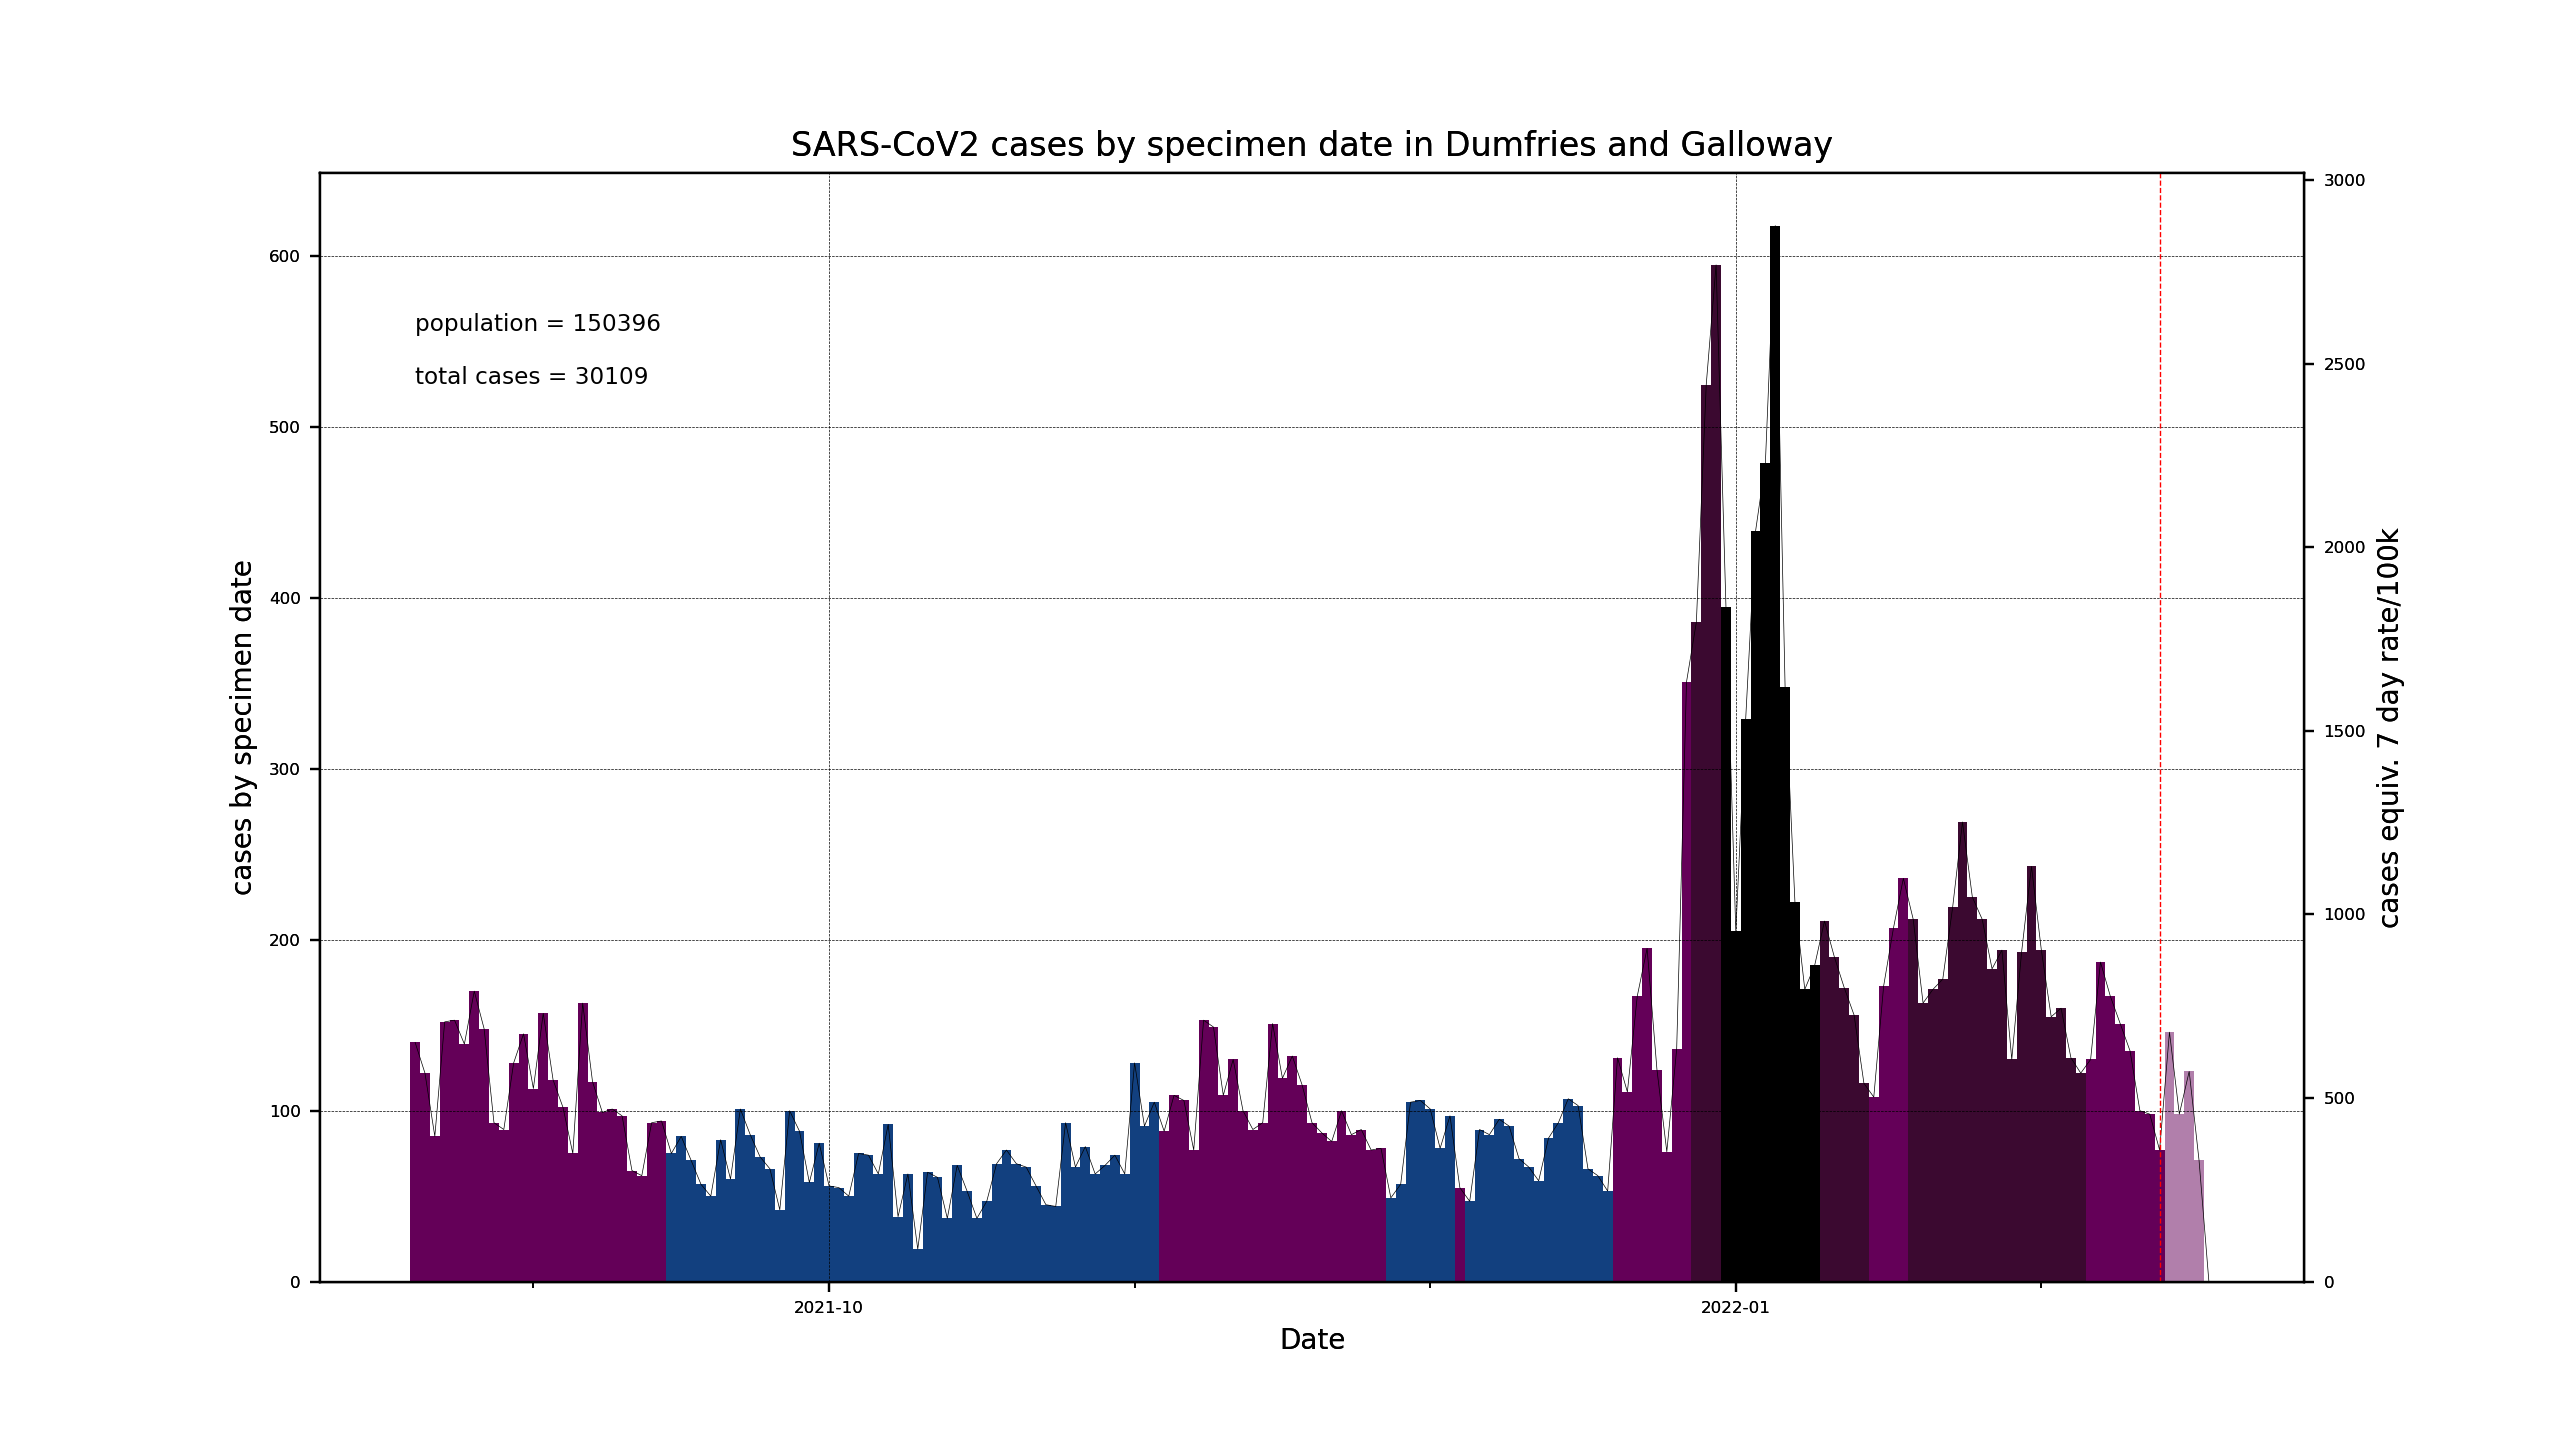 SARS-CoV2 cases by specimen date in Dumfries and Galloway
population = 150396
total cases = 30109
cases by specimen date
600
500
400
300
200
100
0
3000
2500
2000
1500
1000
500
0
cases equiv. 7 day rate/100k
2021-10
2022-01
Date